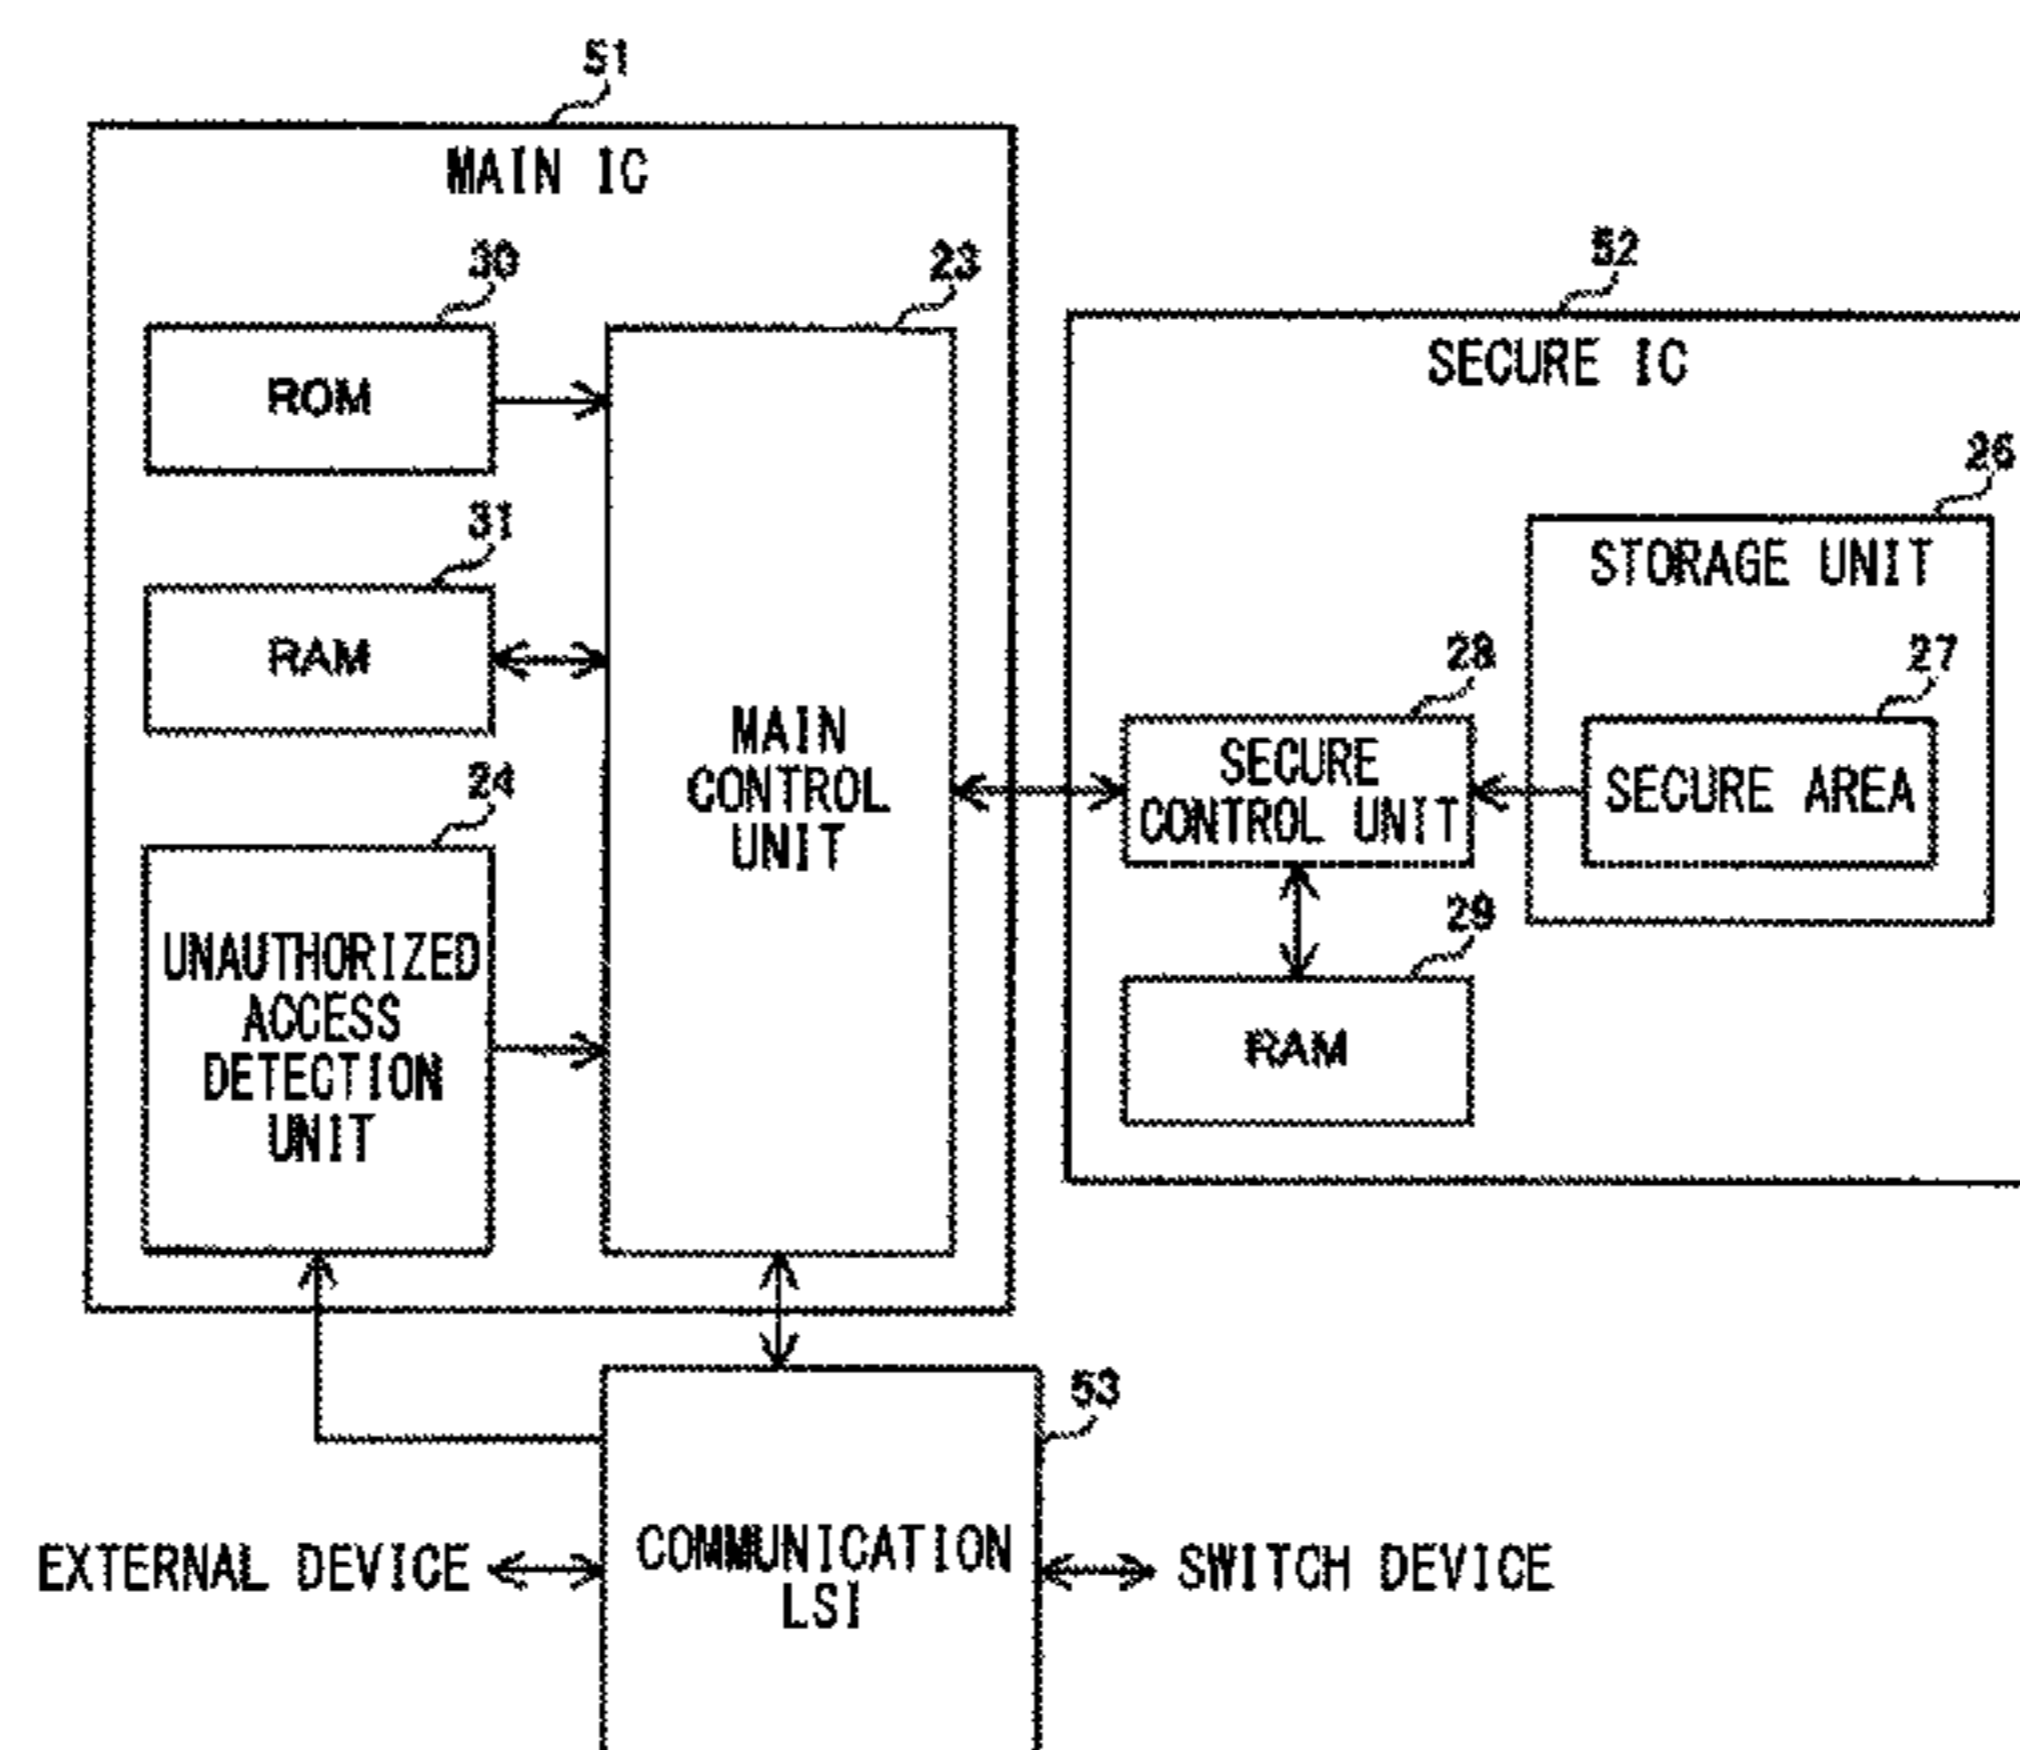 51
MAIN IC
30
23
ROM
52
SECURE IC
31
RAM
26
STORAGE UNIT
MAIN
CONTROL
UNIT
28
SECURE
CONTROL UNIT
27
SECURE AREA
24
UNAUTHORIZED
ACCESS
DETECTION
UNIT
29
RAM
53
EXTERNAL DEVICE
COMMUNICATION
LSI
SWITCH DEVICE